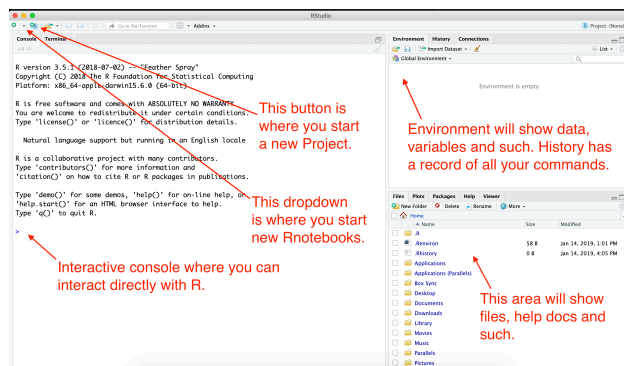 RStudio
Go to file/function
Addins
Project: (None)
Console Terminal
~/
R version 3.5.1 (2018-07-02) -- "Feather Spray"
Copyright (C) 2018 The R Foundation for Statistical Computing
Platform: x86_64-apple-darwin15.6.0 (64-bit)
R is free software and comes with ABSOLUTELY NO WARRANTY.
You are welcome to redistribute it under certain conditions.
Type 'license()' or 'licence()' for distribution details.
Natural language support but running in an English locale
R is a collaborative project with many contributors.
Type 'contributors()' for more information and
'citation()' on how to cite R or R packages in publications.
Type 'demo()' for some demos, 'help()' for on-line help, or
'help.start()' for an HTML browser interface to help.
Type 'q()' to quit R.
>
This button is
where you start
a new Project.
This dropdown
is where you start
new Rnotebooks.
Interactive console where you can
interact directly with R.
Environment History Connections
Import Dataset
List
Global Environment
Environment is empty
Environment will show data,
variables and such. History has
a record of all your commands.
Files Plots Packages Help Viewer
New Folder Delete Rename More
Home
Name Size Modified
.R
.Renviron 58 B Jan 14, 2019, 1:01 PM
.Rhistory 0 B Jan 14, 2019, 4:05 PM
Applications
Applications (Parallels)
Box Sync
Desktop
Documents
Downloads
Library
Movies
Music
Parallels
Pictures
This area will show
files, help docs and
such.